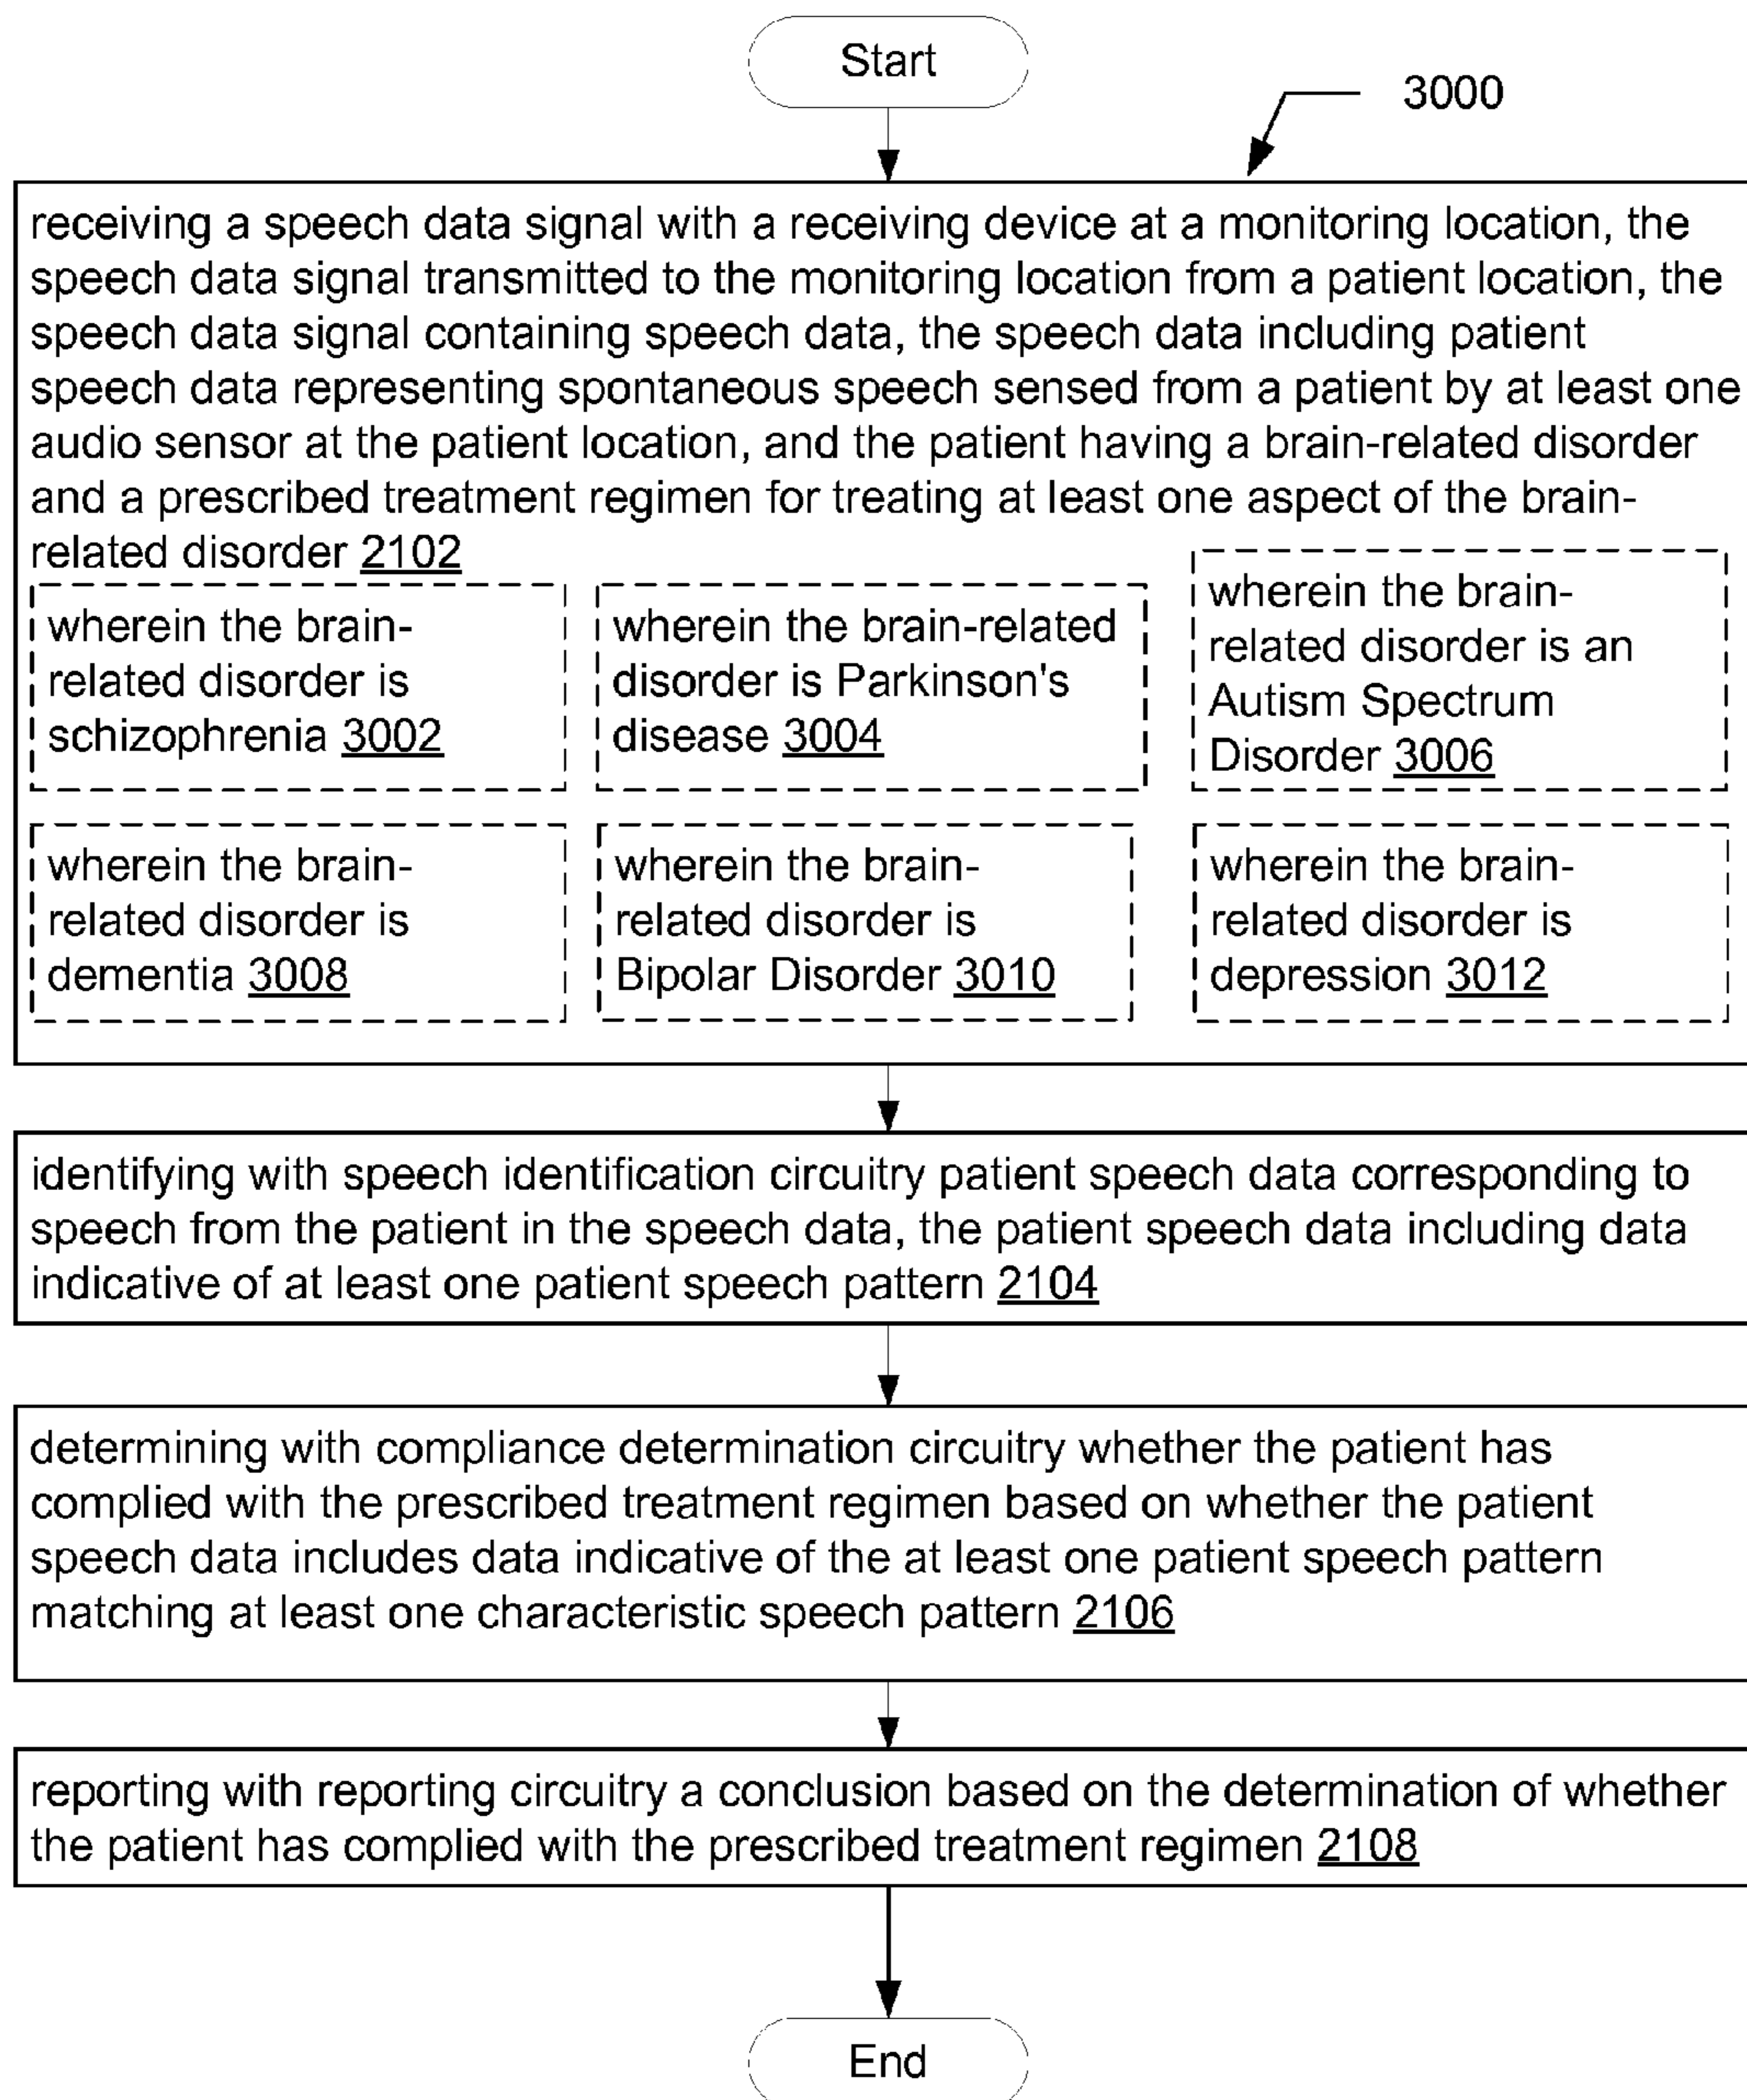 Start
3000
receiving a speech data signal with a receiving device at a monitoring location, the
speech data signal transmitted to the monitoring location from a patient location, the
speech data signal containing speech data, the speech data including patient
speech data representing spontaneous speech sensed from a patient by at least one
audio sensor at the patient location, and the patient having a brain-related disorder
and a prescribed treatment regimen for treating at least one aspect of the brain-
related disorder 2102
wherein the brain-
related disorder is
schizophrenia 3002
wherein the brain-related
disorder is Parkinson's
disease 3004
wherein the brain-
related disorder is an
Autism Spectrum
Disorder 3006
wherein the brain-
related disorder is
dementia 3008
wherein the brain-
related disorder is
Bipolar Disorder 3010
wherein the brain-
related disorder is
depression 3012
identifying with speech identification circuitry patient speech data corresponding to
speech from the patient in the speech data, the patient speech data including data
indicative of at least one patient speech pattern 2104
determining with compliance determination circuitry whether the patient has
complied with the prescribed treatment regimen based on whether the patient
speech data includes data indicative of the at least one patient speech pattern
matching at least one characteristic speech pattern 2106
reporting with reporting circuitry a conclusion based on the determination of whether
the patient has complied with the prescribed treatment regimen 2108
End